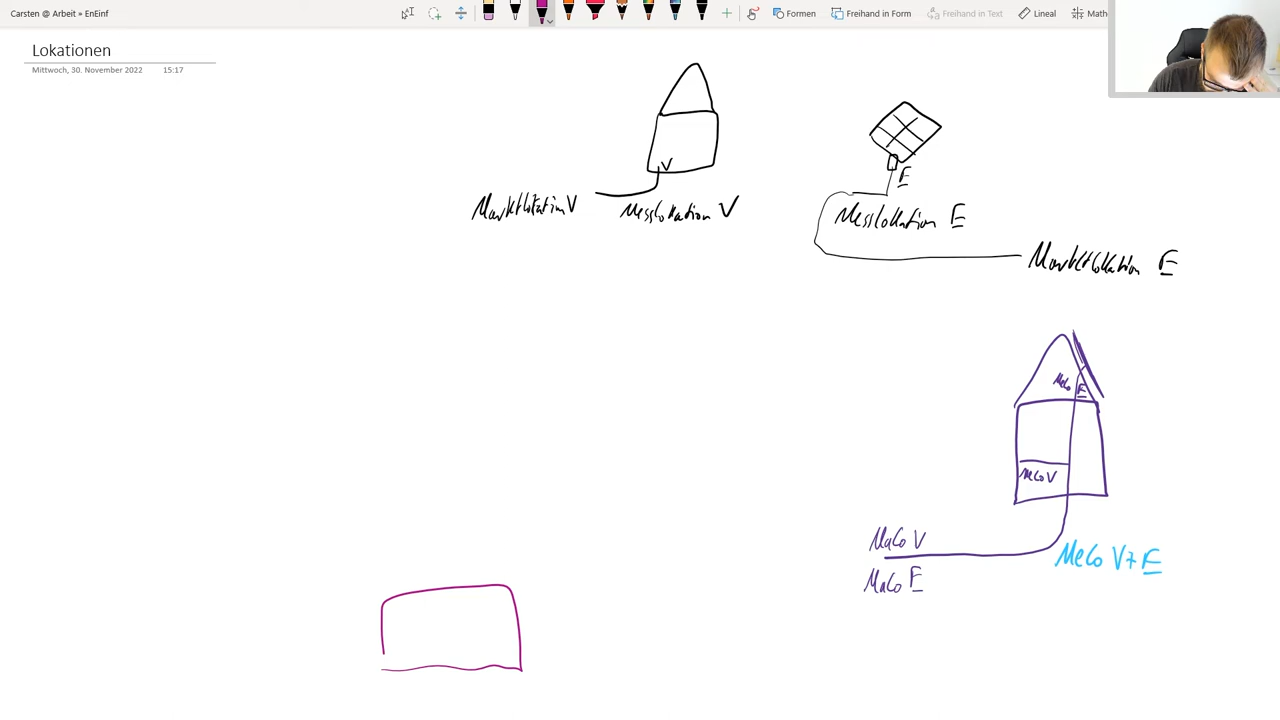 Carsten @ Arbeit » EnEinf
Freihand in Form
Formen
Freihand in Text
Lineal
Math
Lokationen
Mittwoch, 30. November 2022 15:17
V
E
Marktlokation V
Messlokation V
Messlokation E
Marktlokation E
MeLo E
MeLo V
MaLo V
MaLo E
MeLo V+E